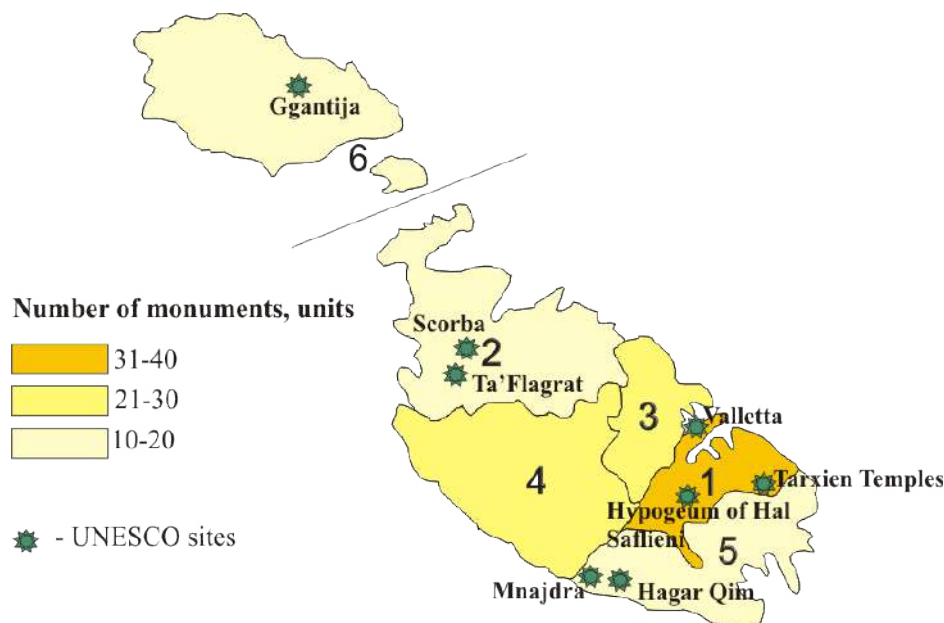 Ggantija
6
Number of monuments, units
31-40
21-30
10-20
- UNESCO sites
Scorba
2
Ta’Flagrat
3
Valletta
4
1
Tarxien Temples
Hypogeum of Hal
Saflieni
5
Mnajdra
Hagar Qim